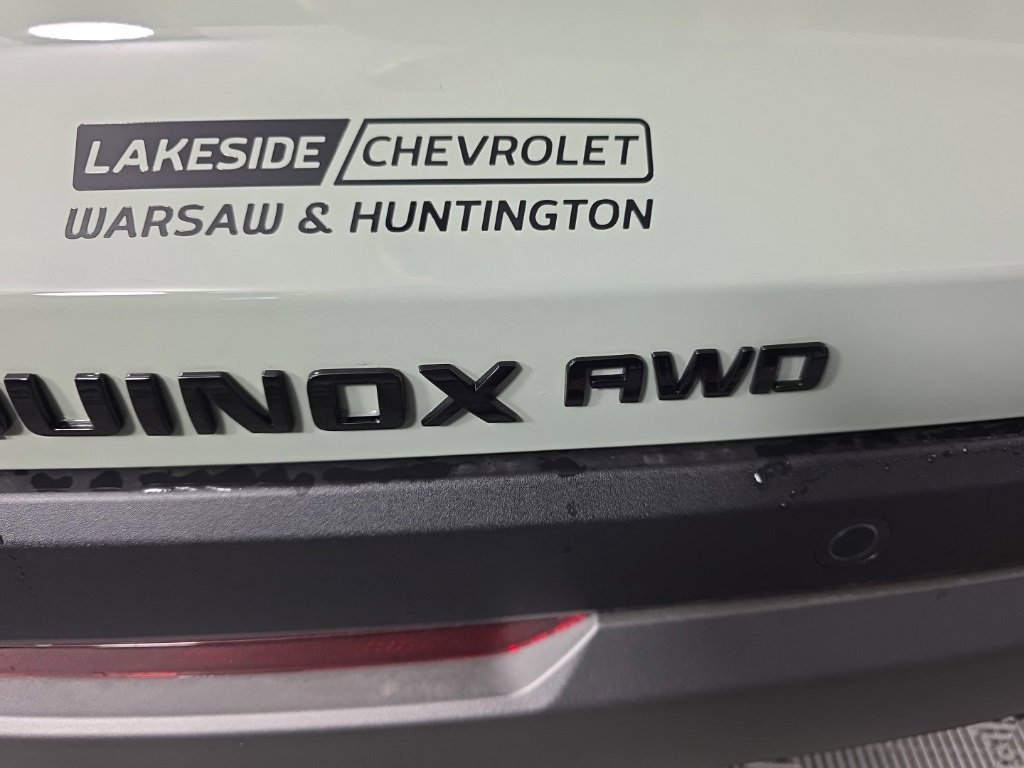 LAKESIDE CHEVROLET
WARSAW & HUNTINGTON
QUINOX AWD